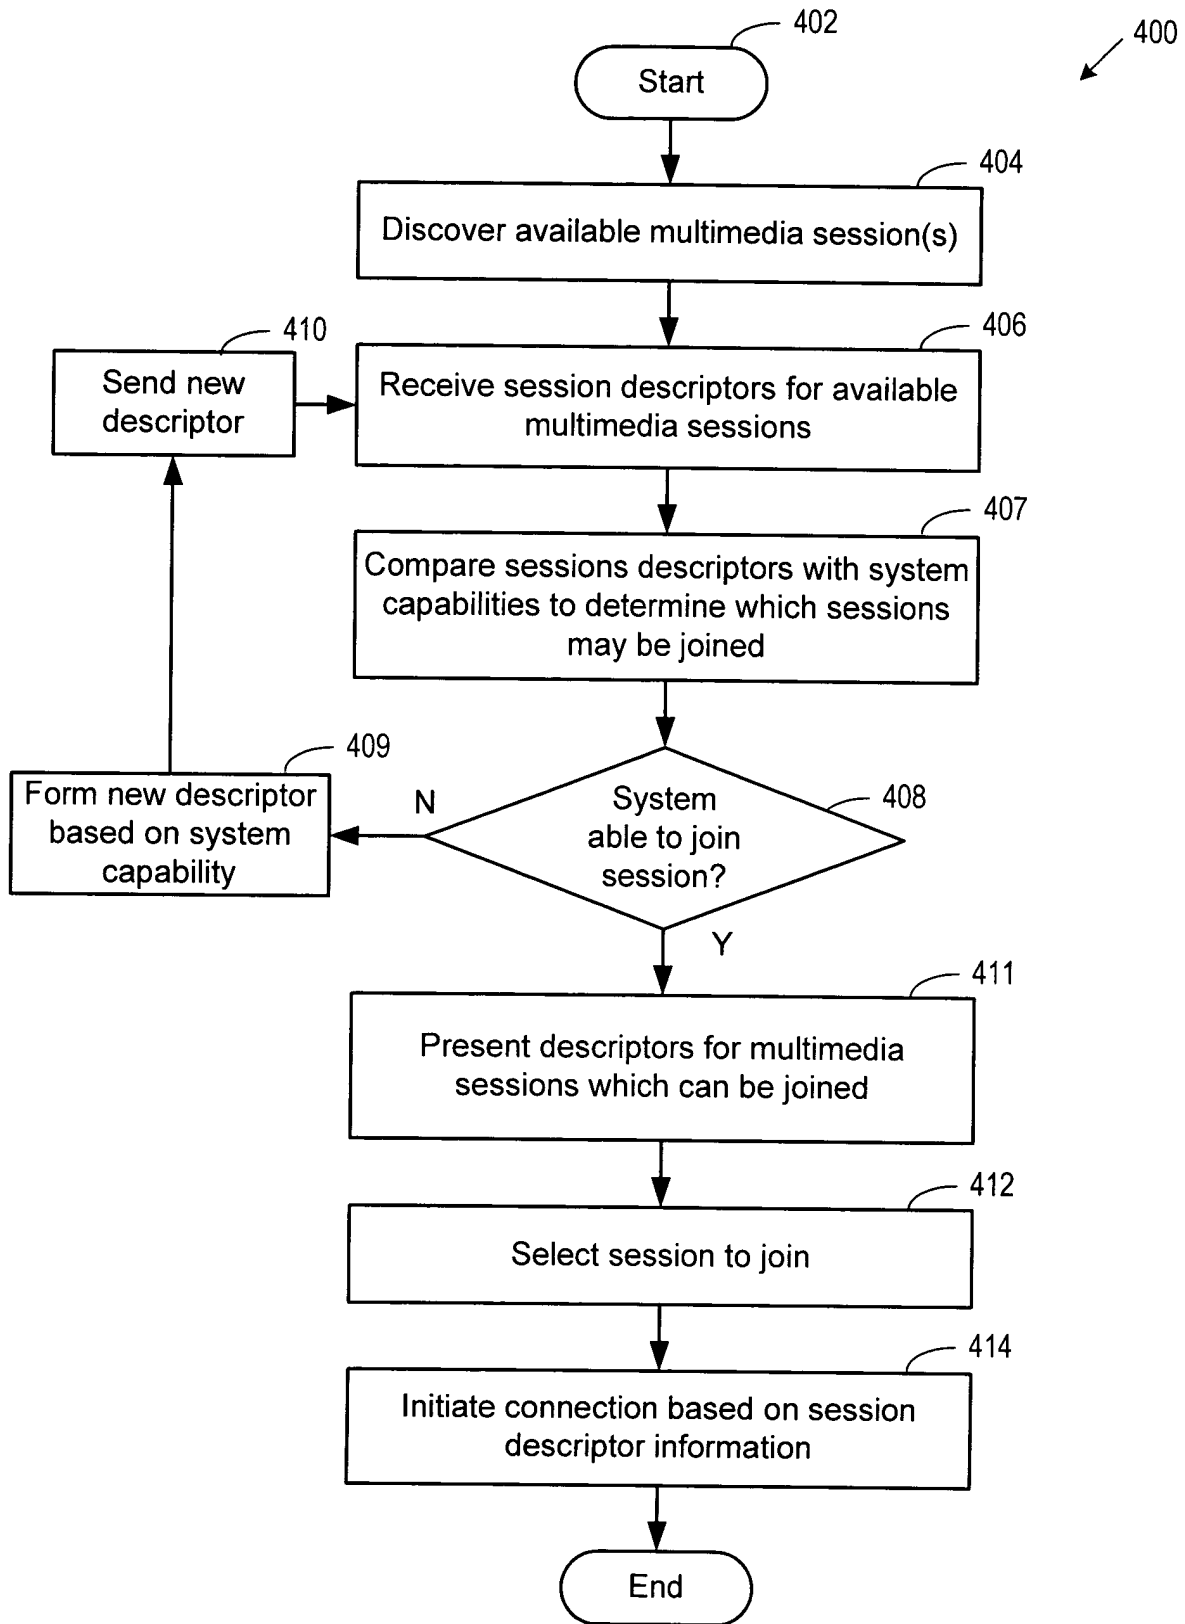 402
400
Start
404
Discover available multimedia session(s)
410
406
Send new
descriptor
Receive session descriptors for available
multimedia sessions
407
Compare sessions descriptors with system
capabilities to determine which sessions
may be joined
409
Form new descriptor
based on system
capability
N
408
System
able to join
session?
Y
411
Present descriptors for multimedia
sessions which can be joined
412
Select session to join
414
Initiate connection based on session
descriptor information
End